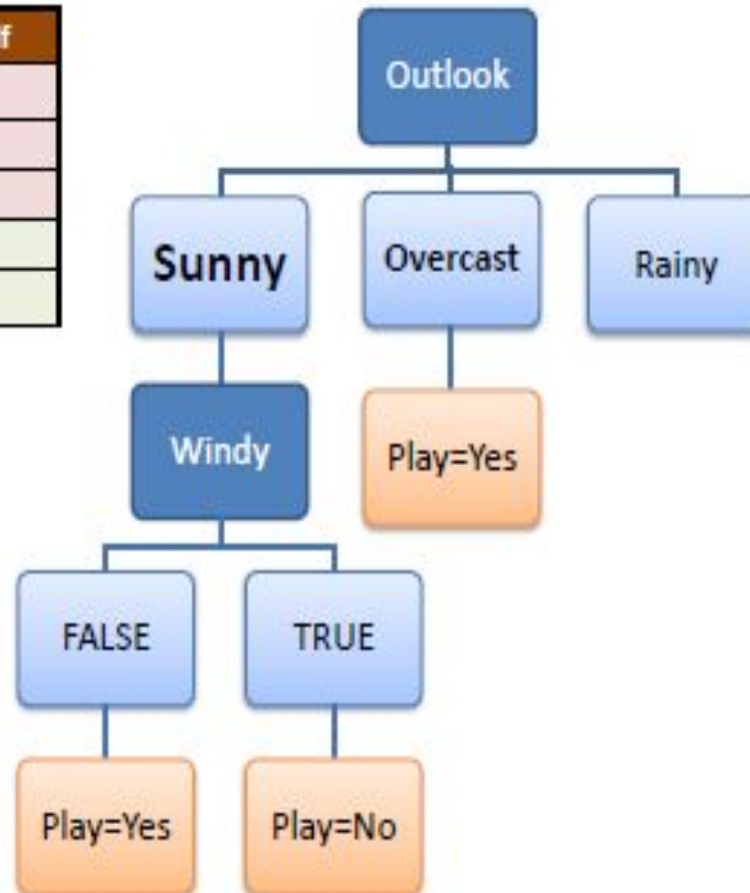 f
Outlook
Sunny
Overcast
Rainy
Windy
Play=Yes
FALSE
TRUE
Play=Yes
Play=No